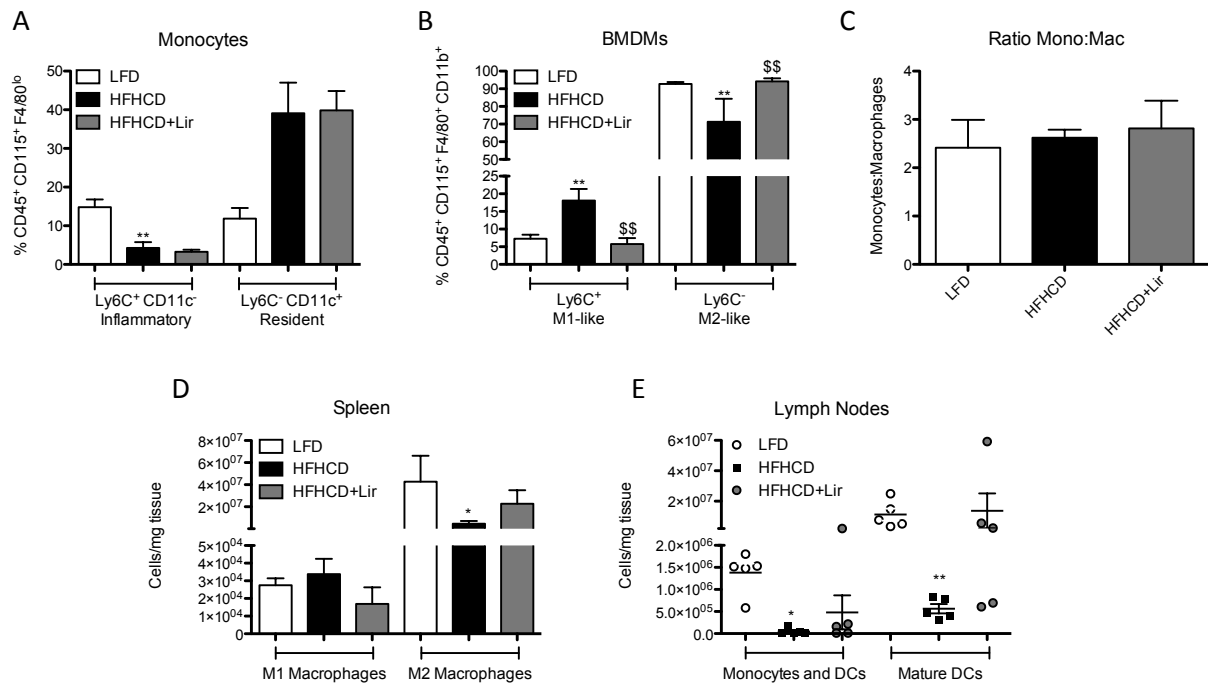 A
Monocytes
% CD45⁺ CD115⁺ F4/80ˡᵒ
50
40
30
20
10
0
LFD
HFHCD
HFHCD+Lir
**
Ly6C⁺ CD11c⁻
Inflammatory
Ly6C⁻ CD11c⁺
Resident
B
BMDMs
% CD45⁺ CD115⁺ F4/80⁺ CD11b⁺
100
90
80
70
60
50
25
20
15
10
5
0
LFD
HFHCD
HFHCD+Lir
**
$$
**
$$
Ly6C⁺
M1-like
Ly6C⁻
M2-like
C
Ratio Mono:Mac
Monocytes:Macrophages
4
3
2
1
0
LFD
HFHCD
HFHCD+Lir
D
Spleen
Cells/mg tissue
8×10⁰⁷
6×10⁰⁷
4×10⁰⁷
2×10⁰⁷
5×10⁰⁴
4×10⁰⁴
3×10⁰⁴
2×10⁰⁴
1×10⁰⁴
0
LFD
HFHCD
HFHCD+Lir
*
M1 Macrophages
M2 Macrophages
E
Lymph Nodes
Cells/mg tissue
6×10⁰⁷
4×10⁰⁷
2×10⁰⁷
2.0×10⁰⁶
1.5×10⁰⁶
1.0×10⁰⁶
5.0×10⁰⁵
0.0
LFD
HFHCD
HFHCD+Lir
*
**
Monocytes and DCs
Mature DCs